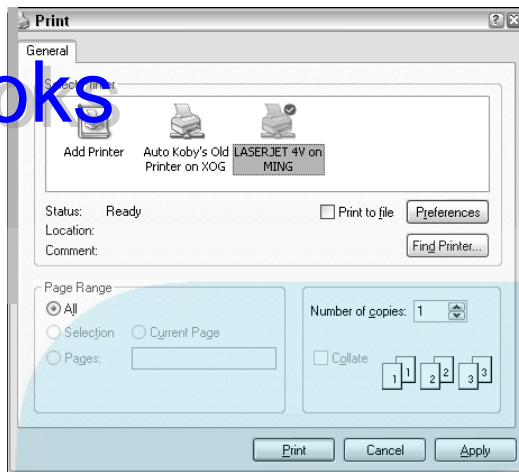 Print
General
oks
Select Printer
Add Printer
Auto Koby's Old
Printer on XOG
LASERJET 4V on
MING
Status: Ready
Print to file
Preferences
Location:
Comment:
Find Printer...
Page Range
All
Selection
Current Page
Pages:
Number of copies: 1
Collate
1 1 2 2 3 3
Print
Cancel
Apply